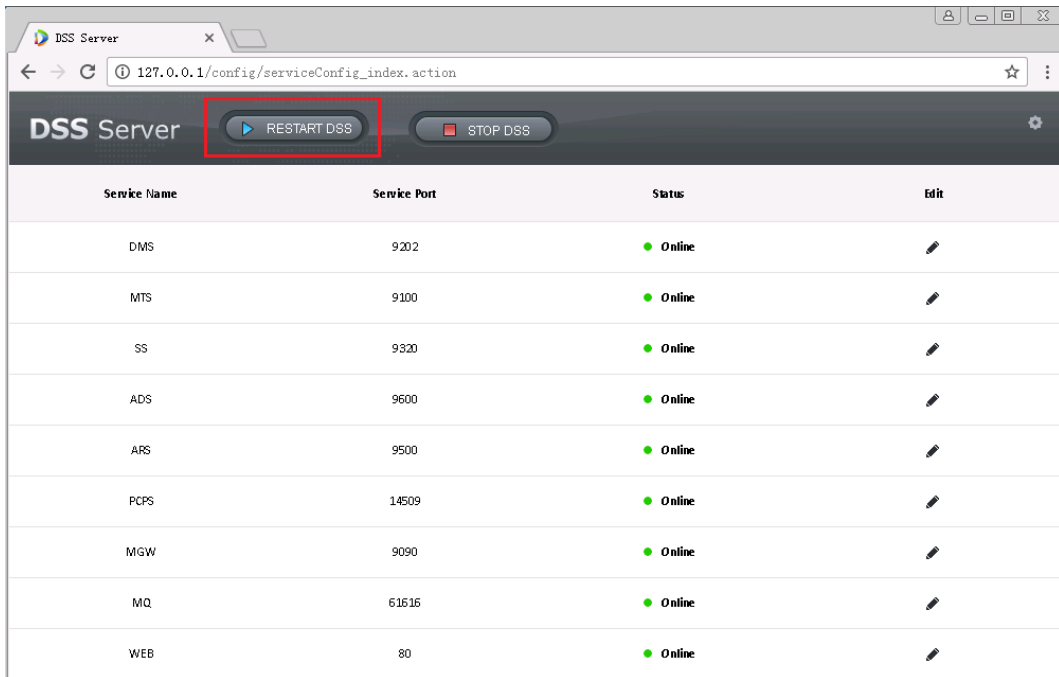 DSS Server
127.0.0.1/config/serviceConfig_index.action
DSS Server RESTART DSS STOP DSS
Service Name Service Port Status Edit
DMS 9202 Online
MTS 9100 Online
SS 9320 Online
ADS 9600 Online
ARS 9500 Online
PCPS 14509 Online
MGW 9090 Online
MQ 61616 Online
WEB 80 Online